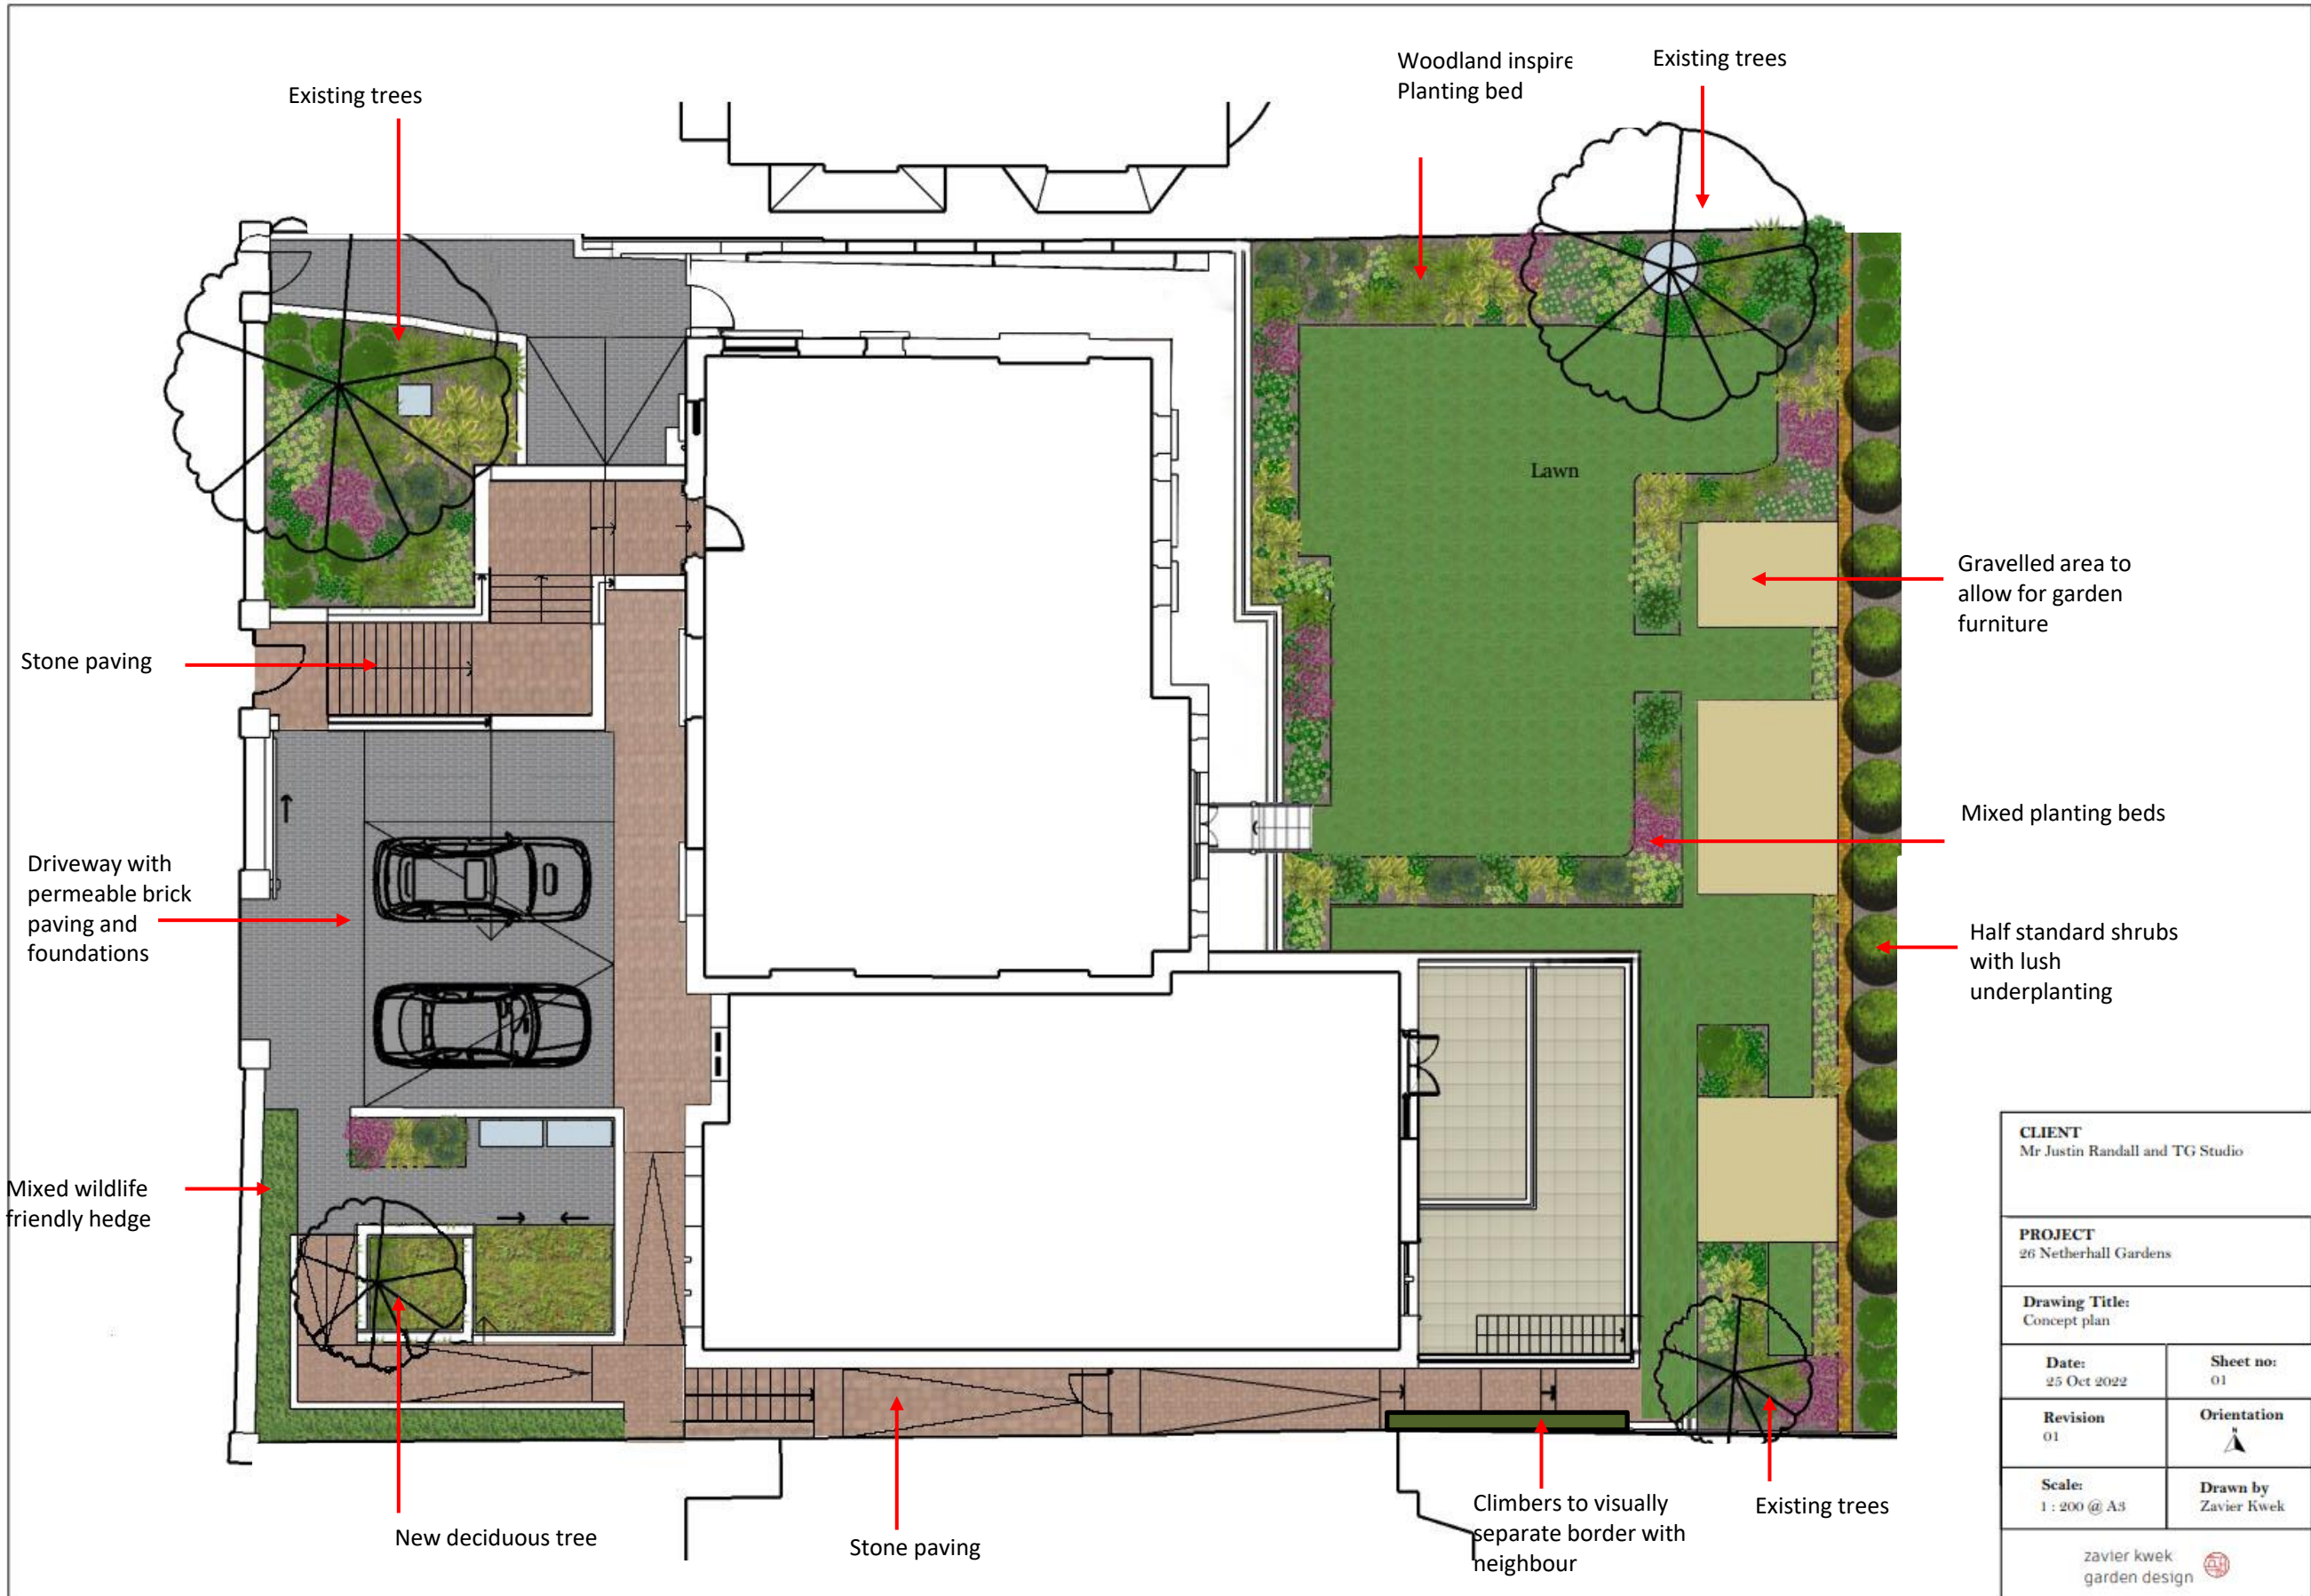 Woodland inspire
Planting bed
Existing trees
Existing trees
Lawn
Gravelled area to
allow for garden
furniture
Stone paving
Mixed planting beds
Driveway with
permeable brick
paving and
foundations
Half standard shrubs
with lush
underplanting
Mixed wildlife
friendly hedge
New deciduous tree
Stone paving
Climbers to visually
separate border with
neighbour
Existing trees
CLIENT
Mr Justin Randall and TG Studio
PROJECT
26 Netherhall Gardens
Drawing Title:
Concept plan
Date:
25 Oct 2022
Sheet no:
01
Revision
01
Orientation
N
Scale:
1 : 200 @ A3
Drawn by
Zavier Kwek
zavier kwek
garden design